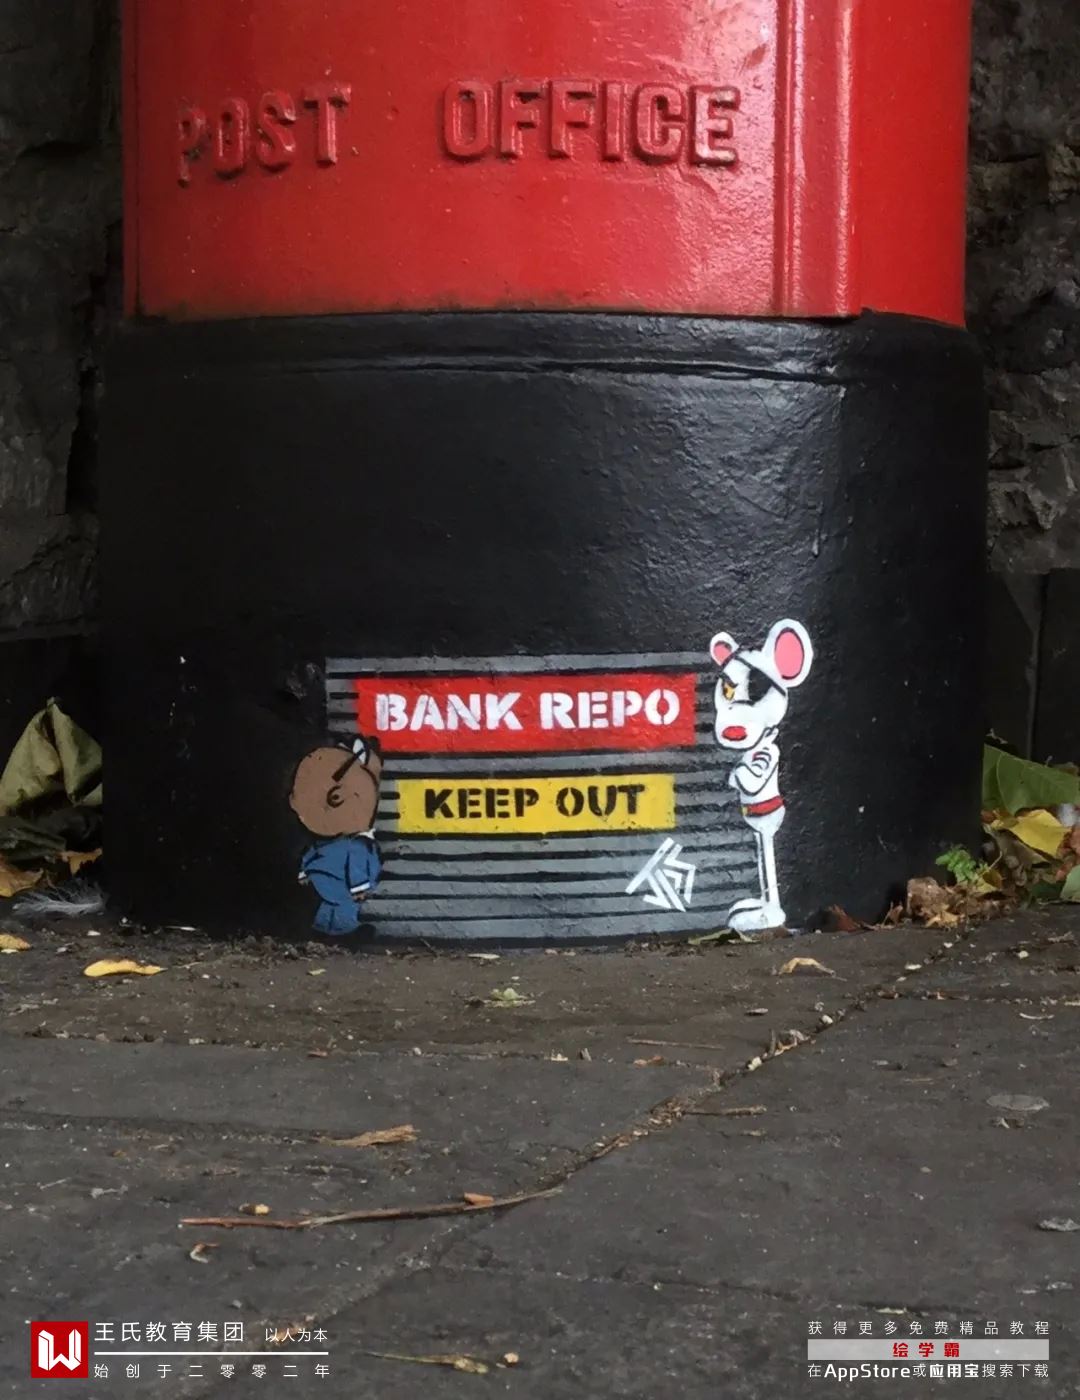 POST OFFICE
BANK REPO
KEEP OUT
JPS
王氏教育集团 以人为本
始创于二零零二年
获得更多免费精品教程
绘学霸
在AppStore或应用宝搜索下载